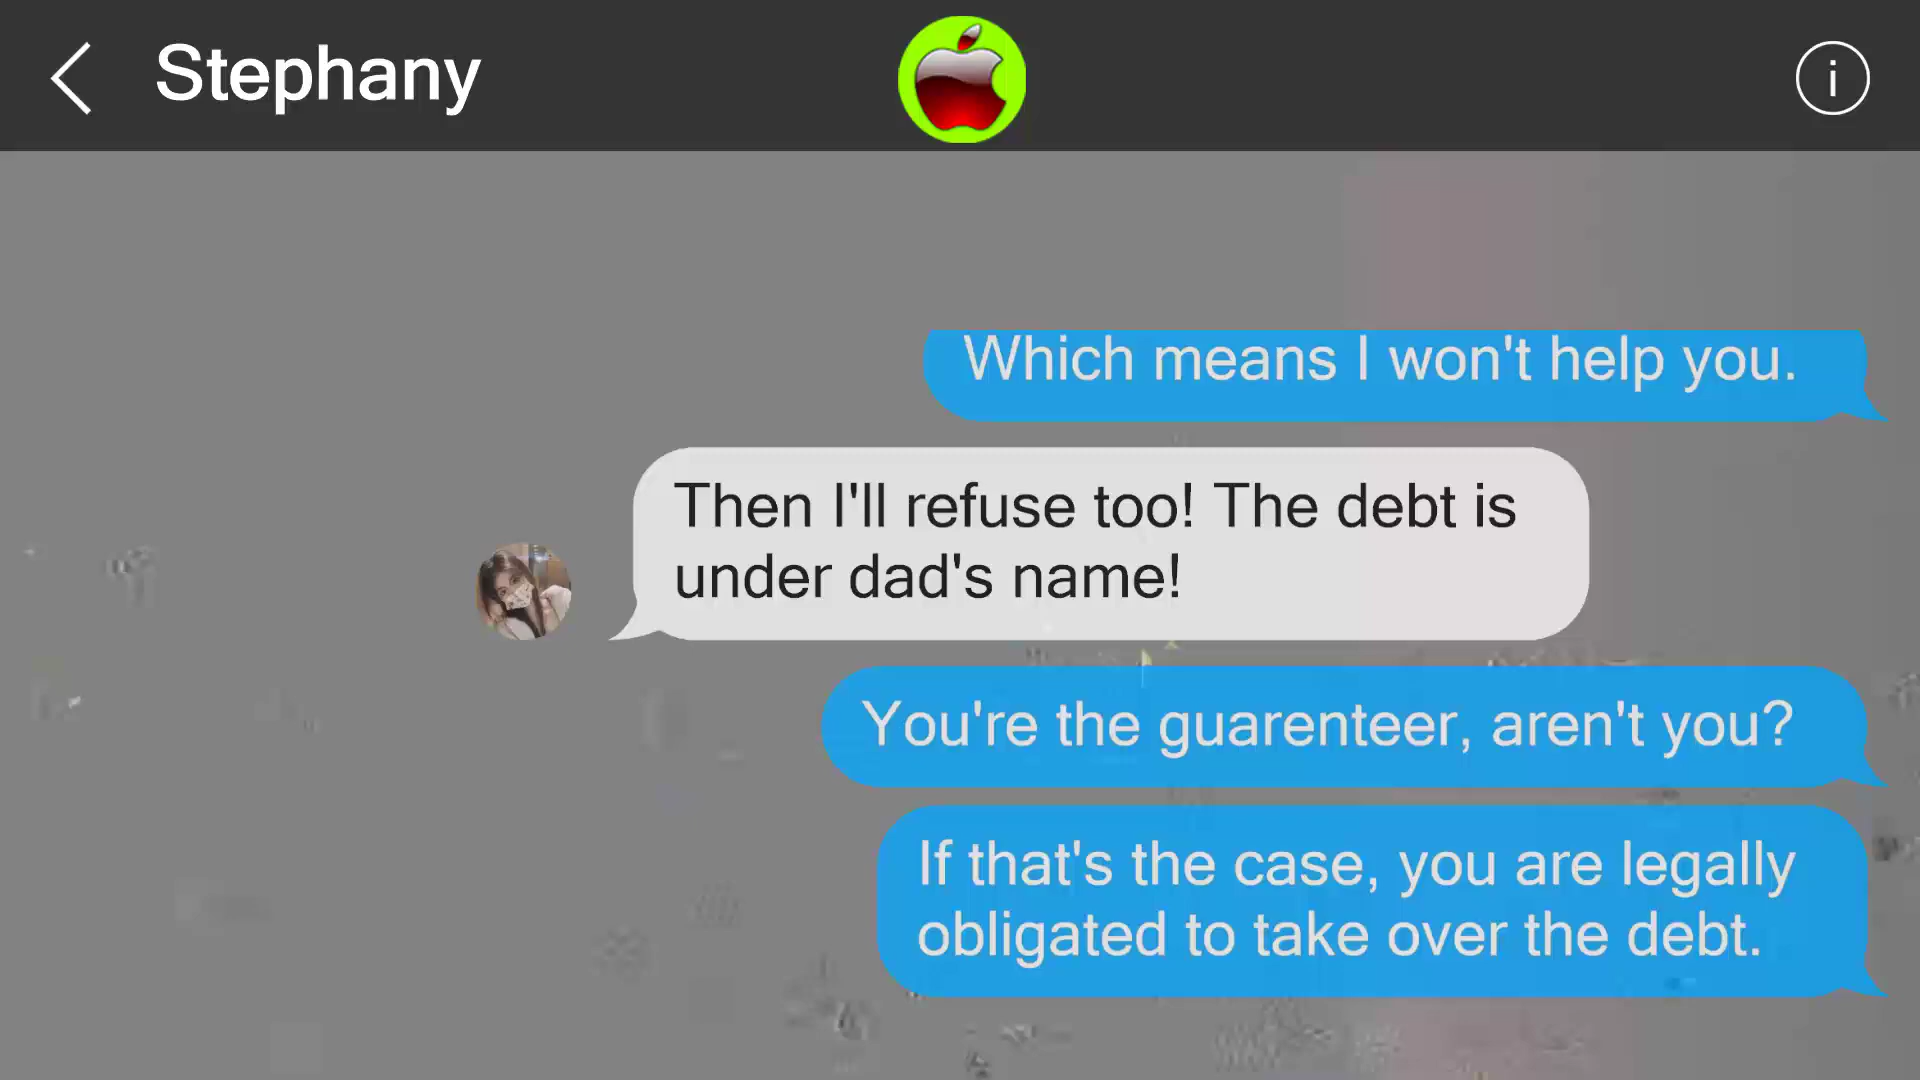 Stephany
i
Which means I won't help you.
Then I'll refuse too! The debt is
under dad's name!
You're the guarenteer, aren't you?
If that's the case, you are legally
obligated to take over the debt.